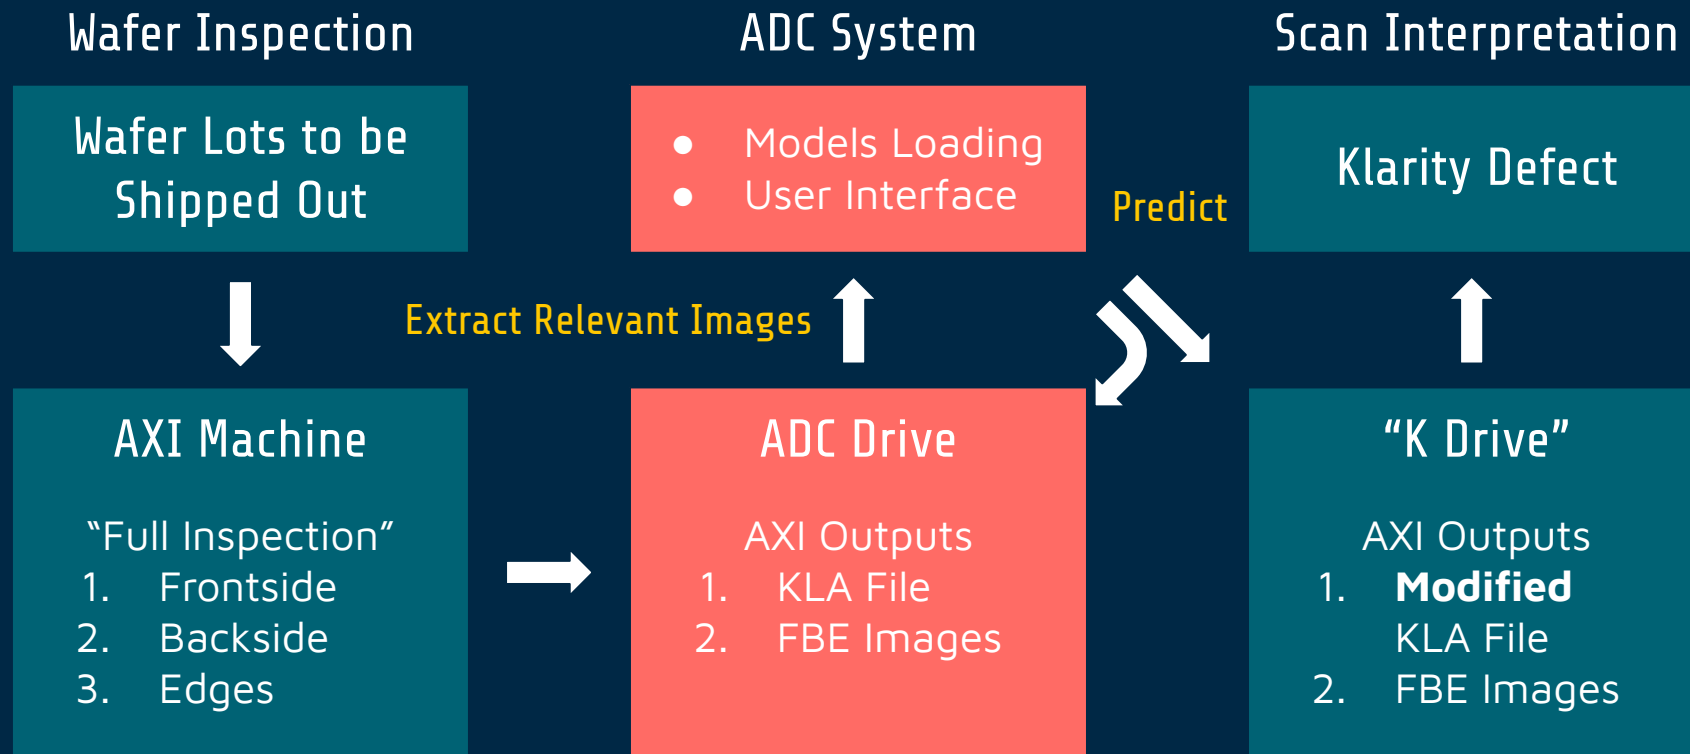 Wafer Inspection
Wafer Lots to be
Shipped Out
AXI Machine
“Full Inspection”
1. Frontside
2. Backside
3. Edges
Extract Relevant Images
ADC System
● Models Loading
● User Interface
ADC Drive
AXI Outputs
1. KLA File
2. FBE Images
Predict
Scan Interpretation
Klarity Defect
“K Drive”
AXI Outputs
1. Modified
KLA File
2. FBE Images